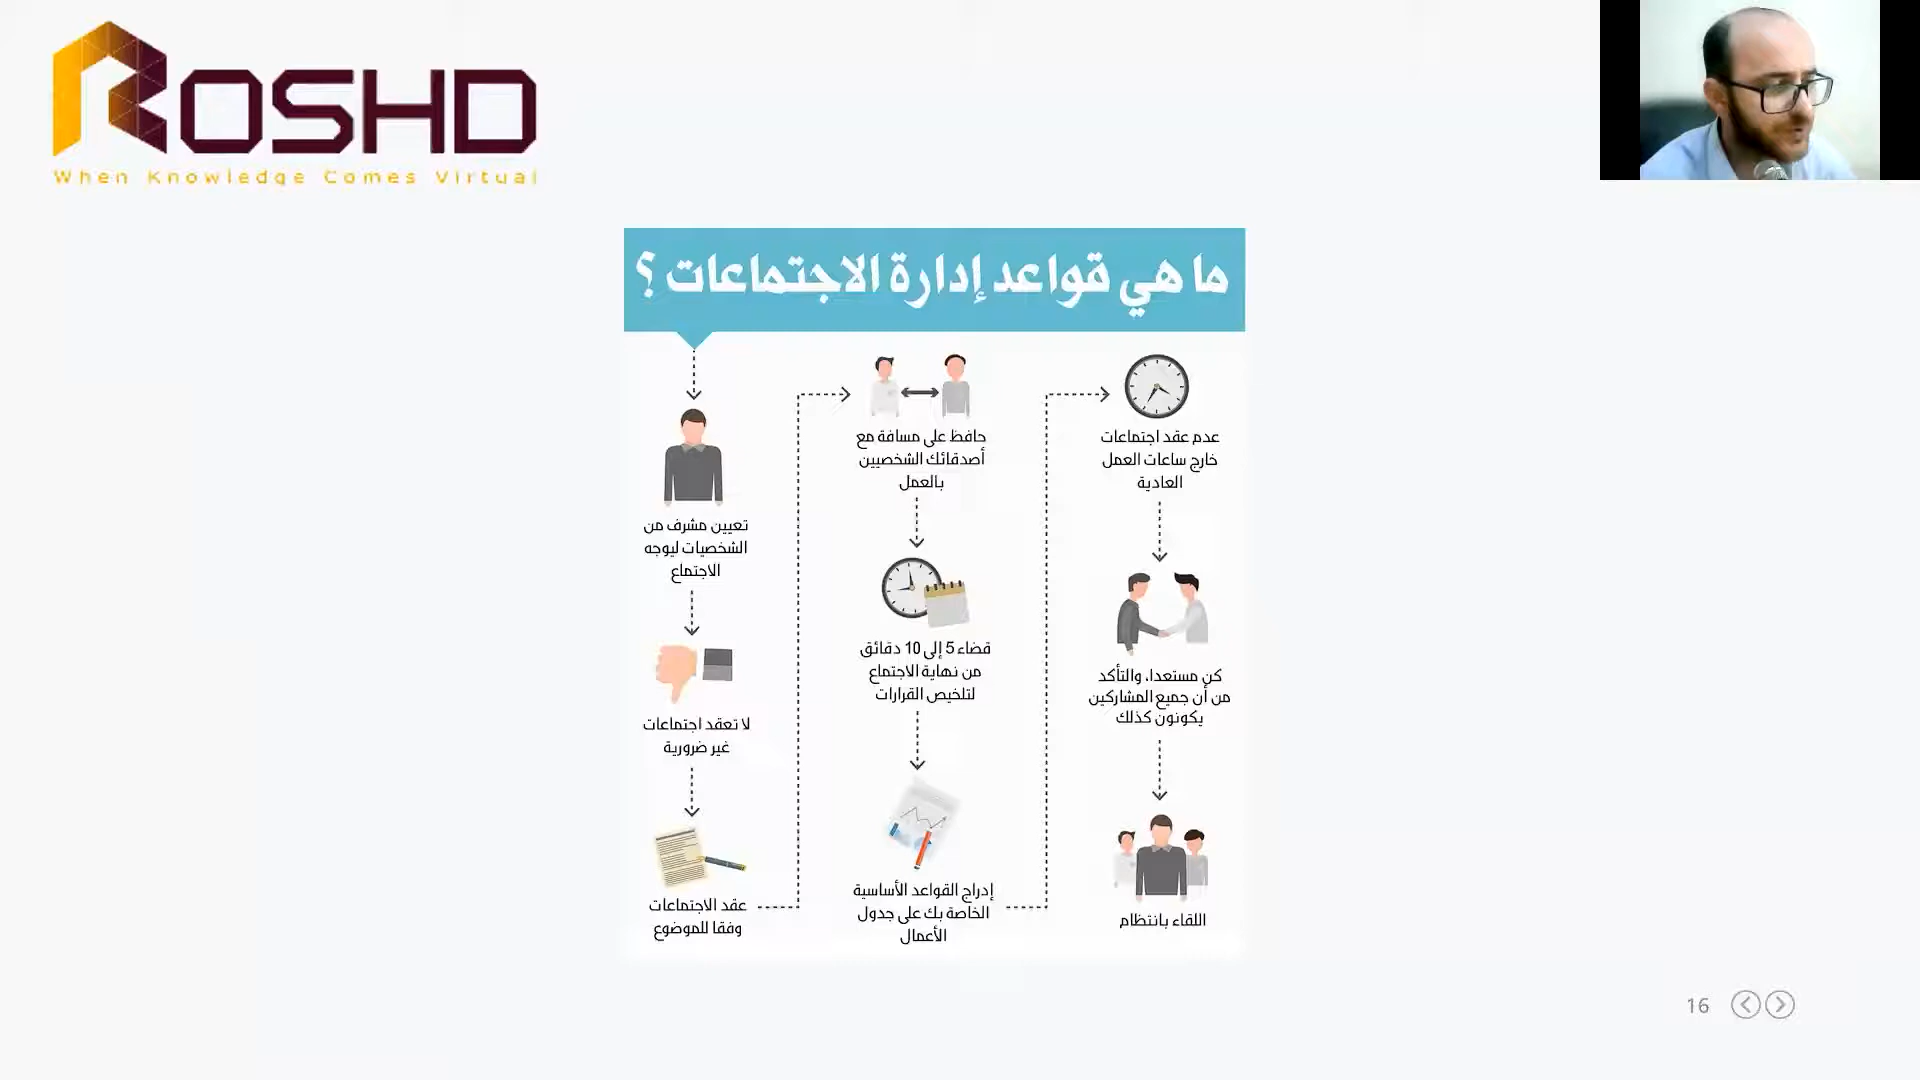 ROSHD
When Knowledge Comes Virtual
ما هي قواعد إدارة الاجتماعات ؟
تعيين مشرف من
الشخصيات ليوجه
الاجتماع
لا تعقد اجتماعات
غير ضرورية
عقد الاجتماعات
وفقا للموضوع
حافظ على مسافة مع
أصدقائك الشخصيين
بالعمل
قضاء 5 إلى 10 دقائق
من نهاية الاجتماع
لتلخيص القرارات
إدراج القواعد الأساسية
الخاصة بك على جدول
الأعمال
عدم عقد اجتماعات
خارج ساعات العمل
العادية
كن مستعدا، والتأكد
من أن جميع المشاركين
يكونون كذلك
اللقاء بانتظام
16